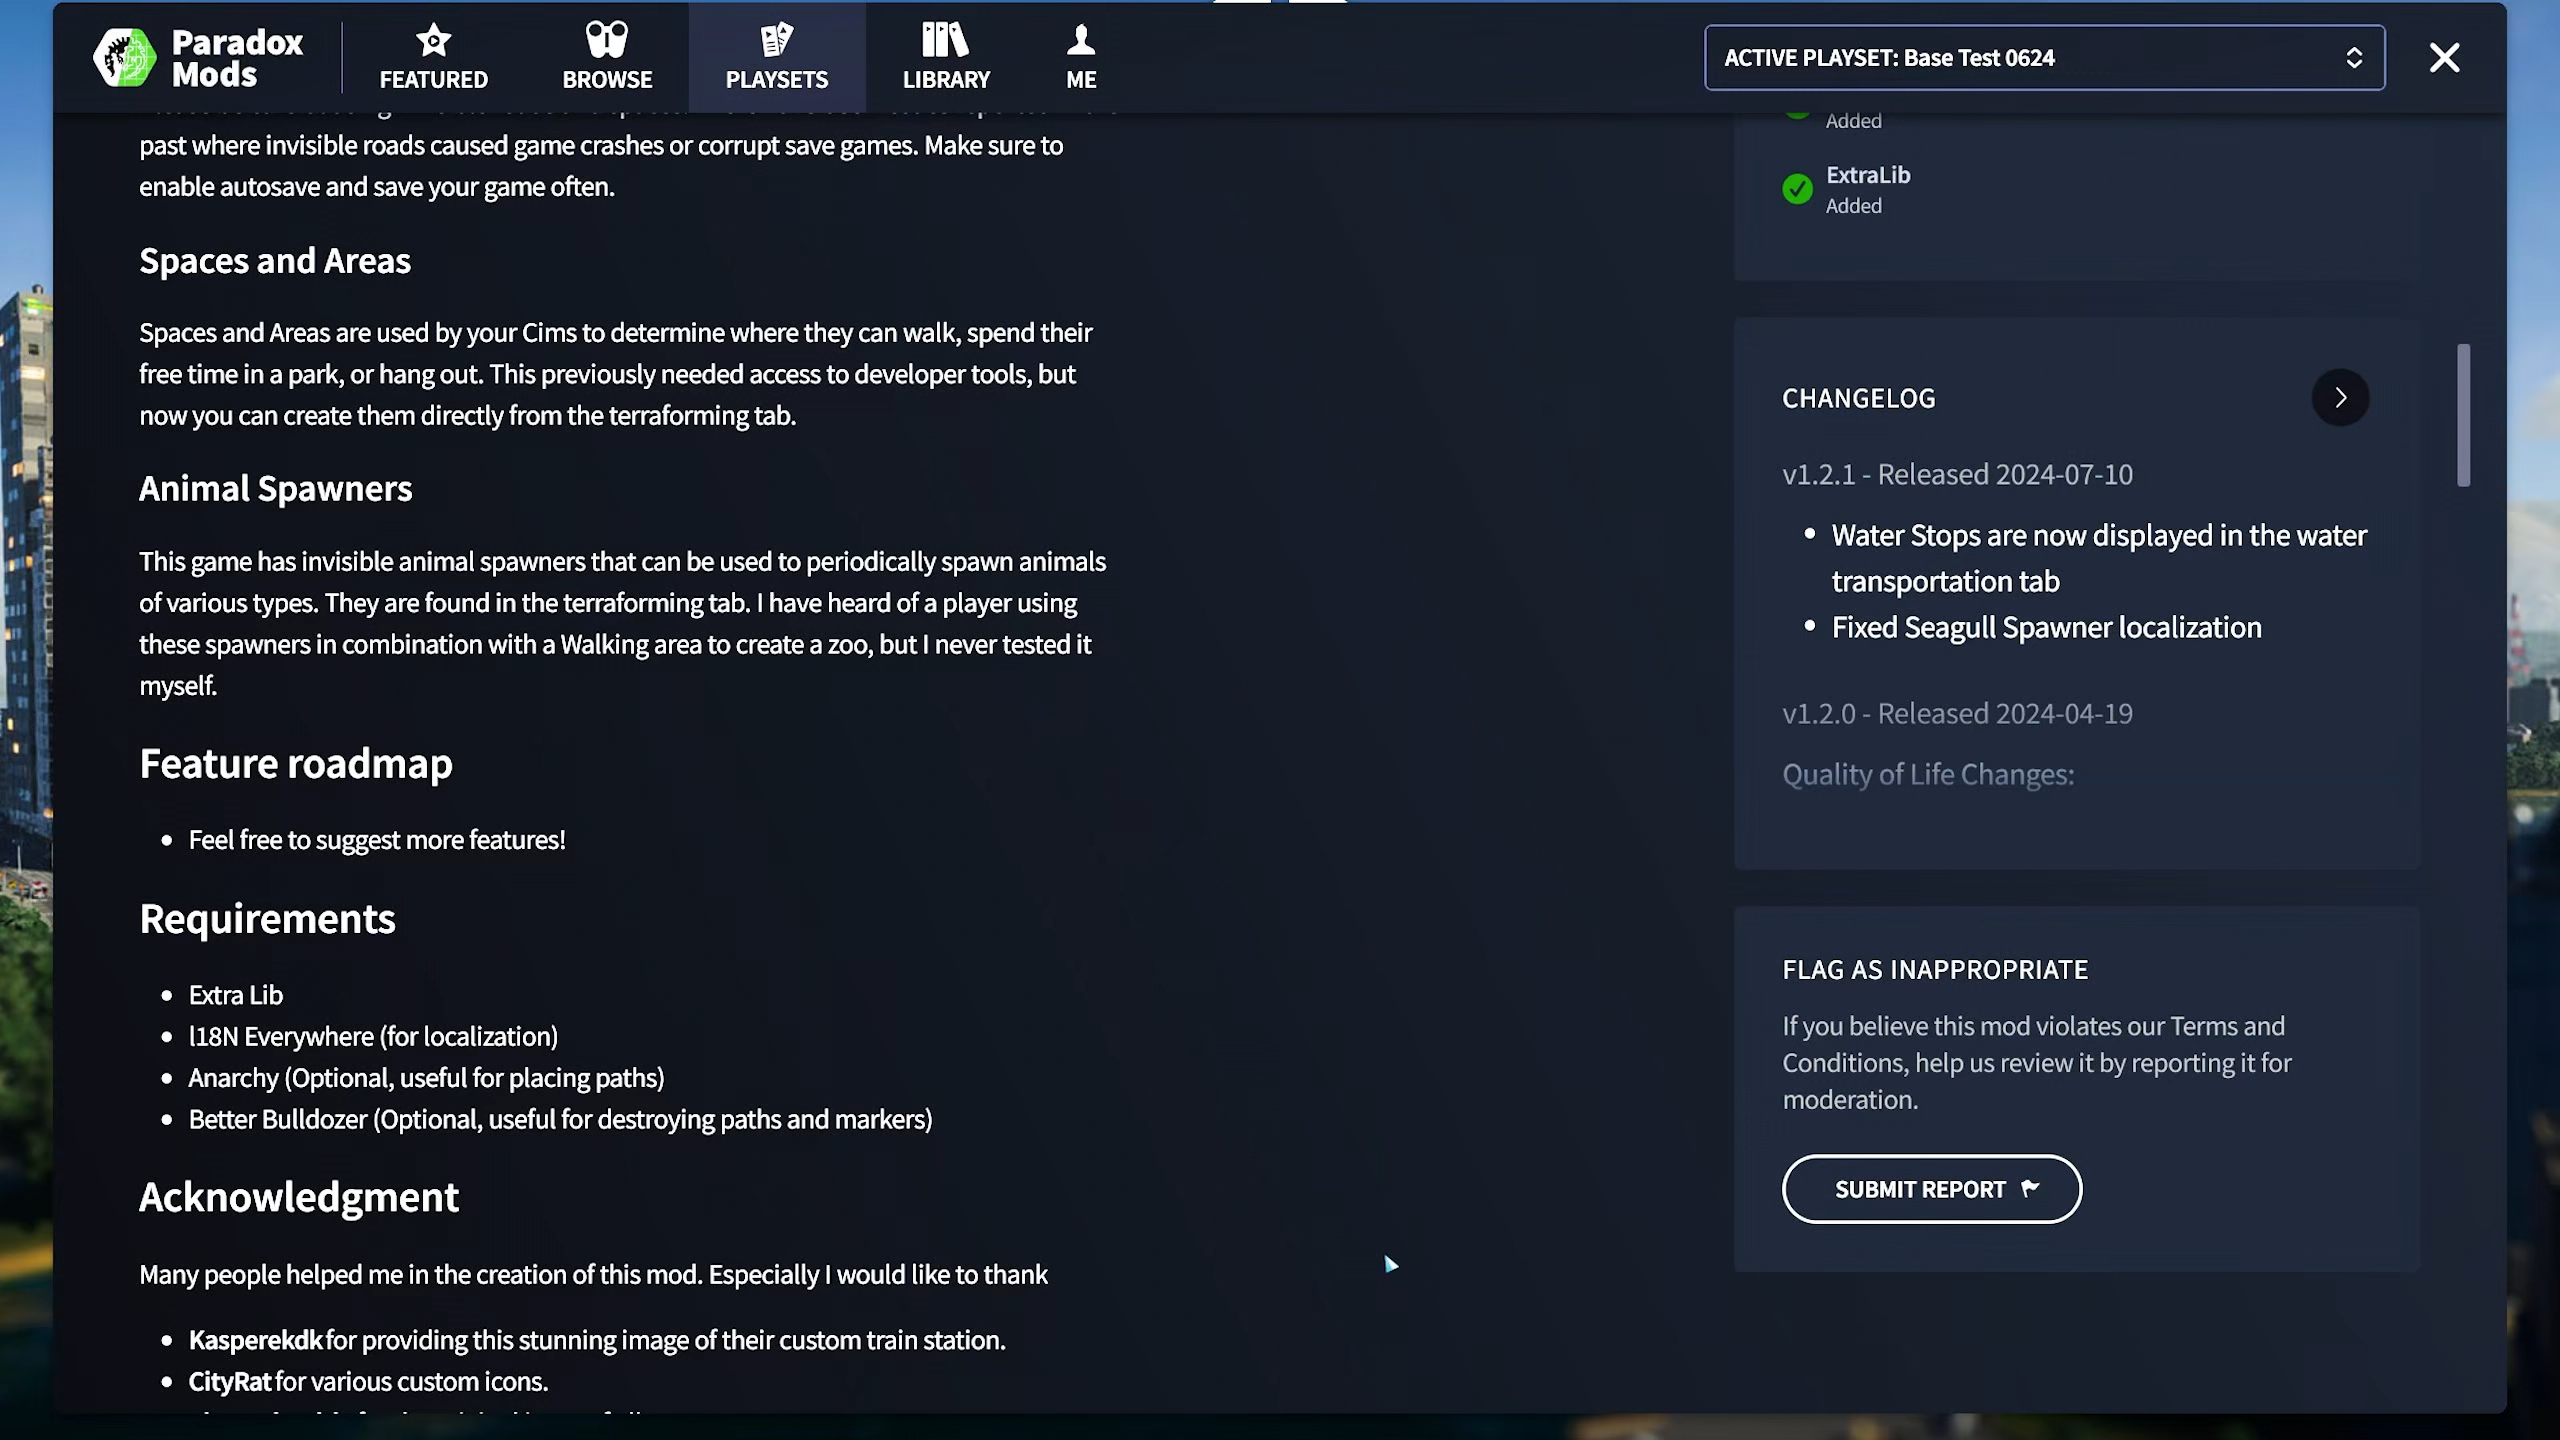 Paradox
Mods
FEATURED
BROWSE
PLAYSETS
LIBRARY
ME
ACTIVE PLAYSET: Base Test 0624
past where invisible roads caused game crashes or corrupt save games. Make sure to
enable autosave and save your game often.
Spaces and Areas
Spaces and Areas are used by your Cims to determine where they can walk, spend their
free time in a park, or hang out. This previously needed access to developer tools, but
now you can create them directly from the terraforming tab.
Animal Spawners
This game has invisible animal spawners that can be used to periodically spawn animals
of various types. They are found in the terraforming tab. I have heard of a player using
these spawners in combination with a Walking area to create a zoo, but I never tested it
myself.
Feature roadmap
• Feel free to suggest more features!
Requirements
• Extra Lib
• l18N Everywhere (for localization)
• Anarchy (Optional, useful for placing paths)
• Better Bulldozer (Optional, useful for destroying paths and markers)
Acknowledgment
Many people helped me in the creation of this mod. Especially I would like to thank
• Kasperekdk for providing this stunning image of their custom train station.
• CityRat for various custom icons.
Added
ExtraLib
Added
CHANGELOG
v1.2.1 - Released 2024-07-10
• Water Stops are now displayed in the water
transportation tab
• Fixed Seagull Spawner localization
v1.2.0 - Released 2024-04-19
Quality of Life Changes:
FLAG AS INAPPROPRIATE
If you believe this mod violates our Terms and
Conditions, help us review it by reporting it for
moderation.
SUBMIT REPORT